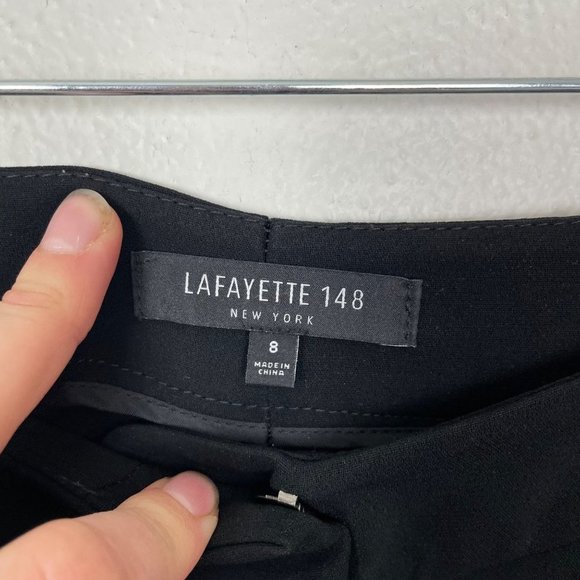 LAFAYETTE 148
NEW YORK
8
MADE IN
CHINA